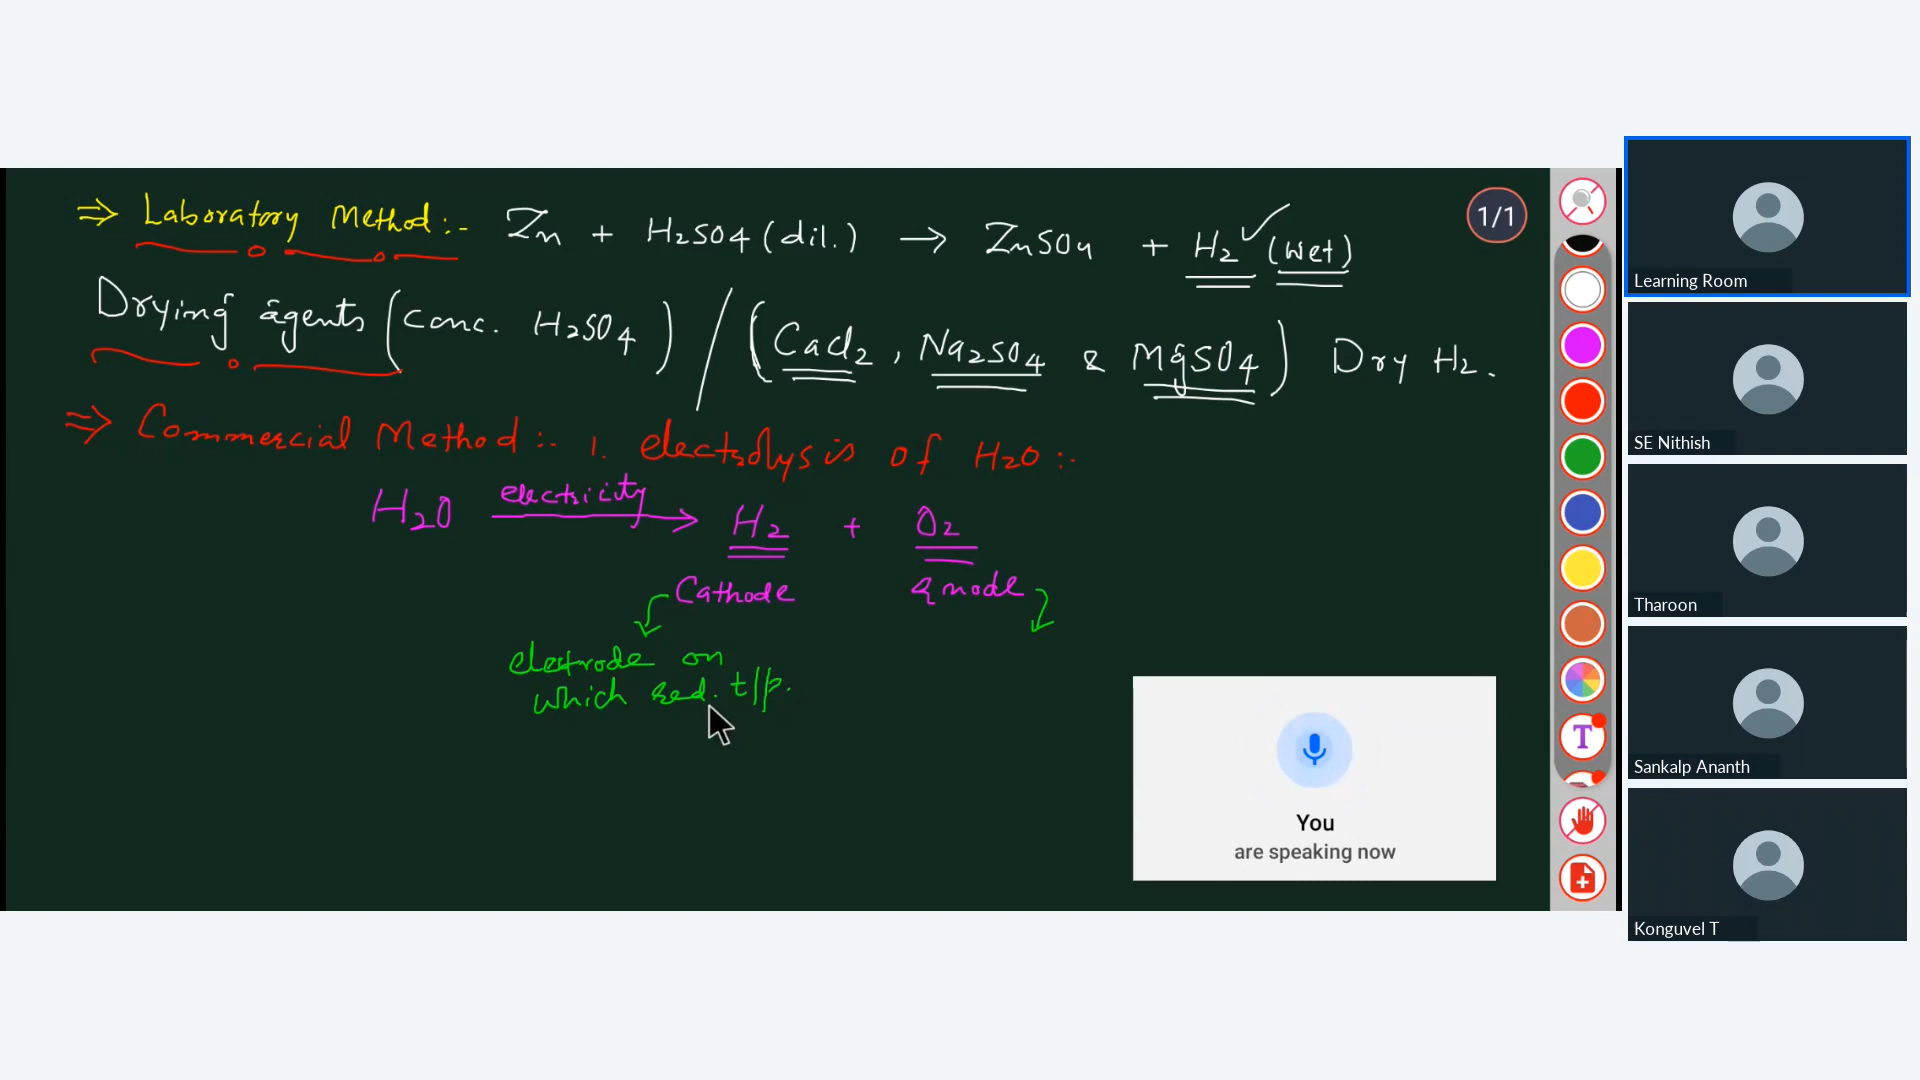 ⇒ Laboratory Method :- Zn + H2SO4 (dil.) → ZnSO4 + H2 ✓ (wet)
Drying agents (conc. H2SO4) / (CaCl2, Na2SO4 & MgSO4) Dry H2.
⇒ Commercial Method :- 1. electrolysis of H2O :-
H2O electricity → H2 + O2
Cathode anode
electrode on
which red. t/p.
1/1
T
You
are speaking now
Learning Room
SE Nithish
Tharoon
Sankalp Ananth
Konguvel T